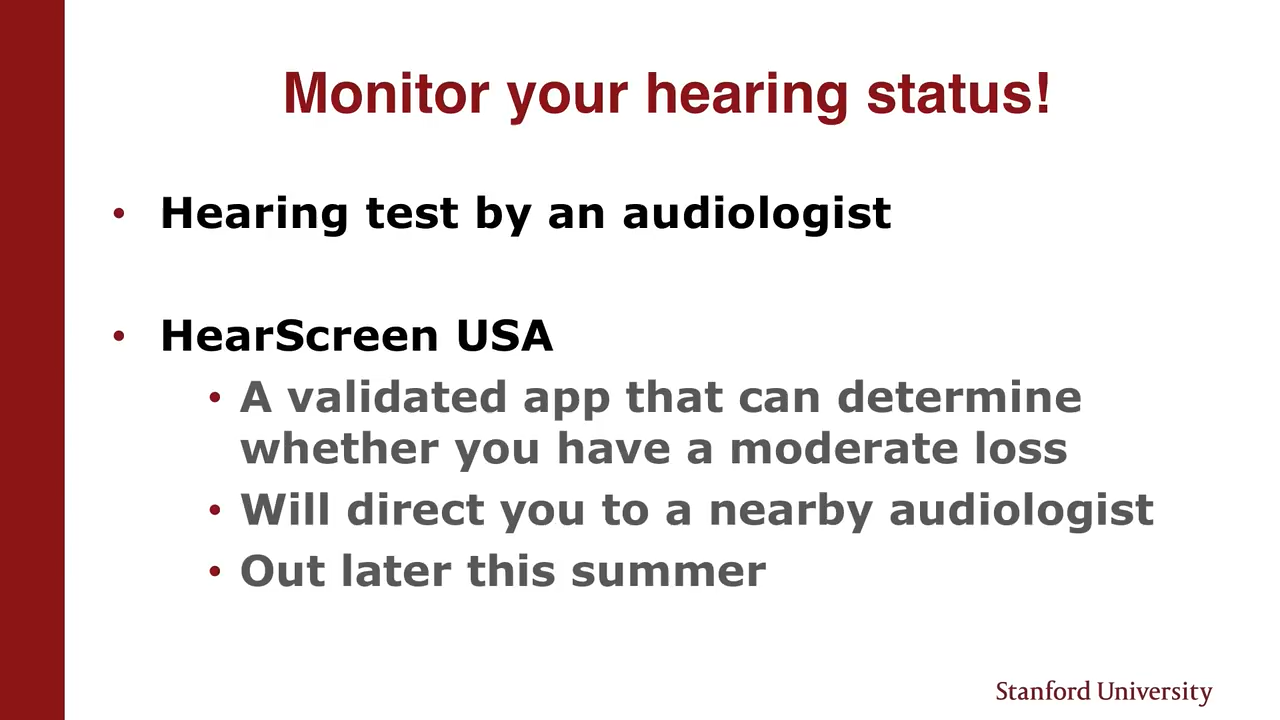 Monitor your hearing status!
• Hearing test by an audiologist
• HearScreen USA
• A validated app that can determine
whether you have a moderate loss
• Will direct you to a nearby audiologist
• Out later this summer
Stanford University